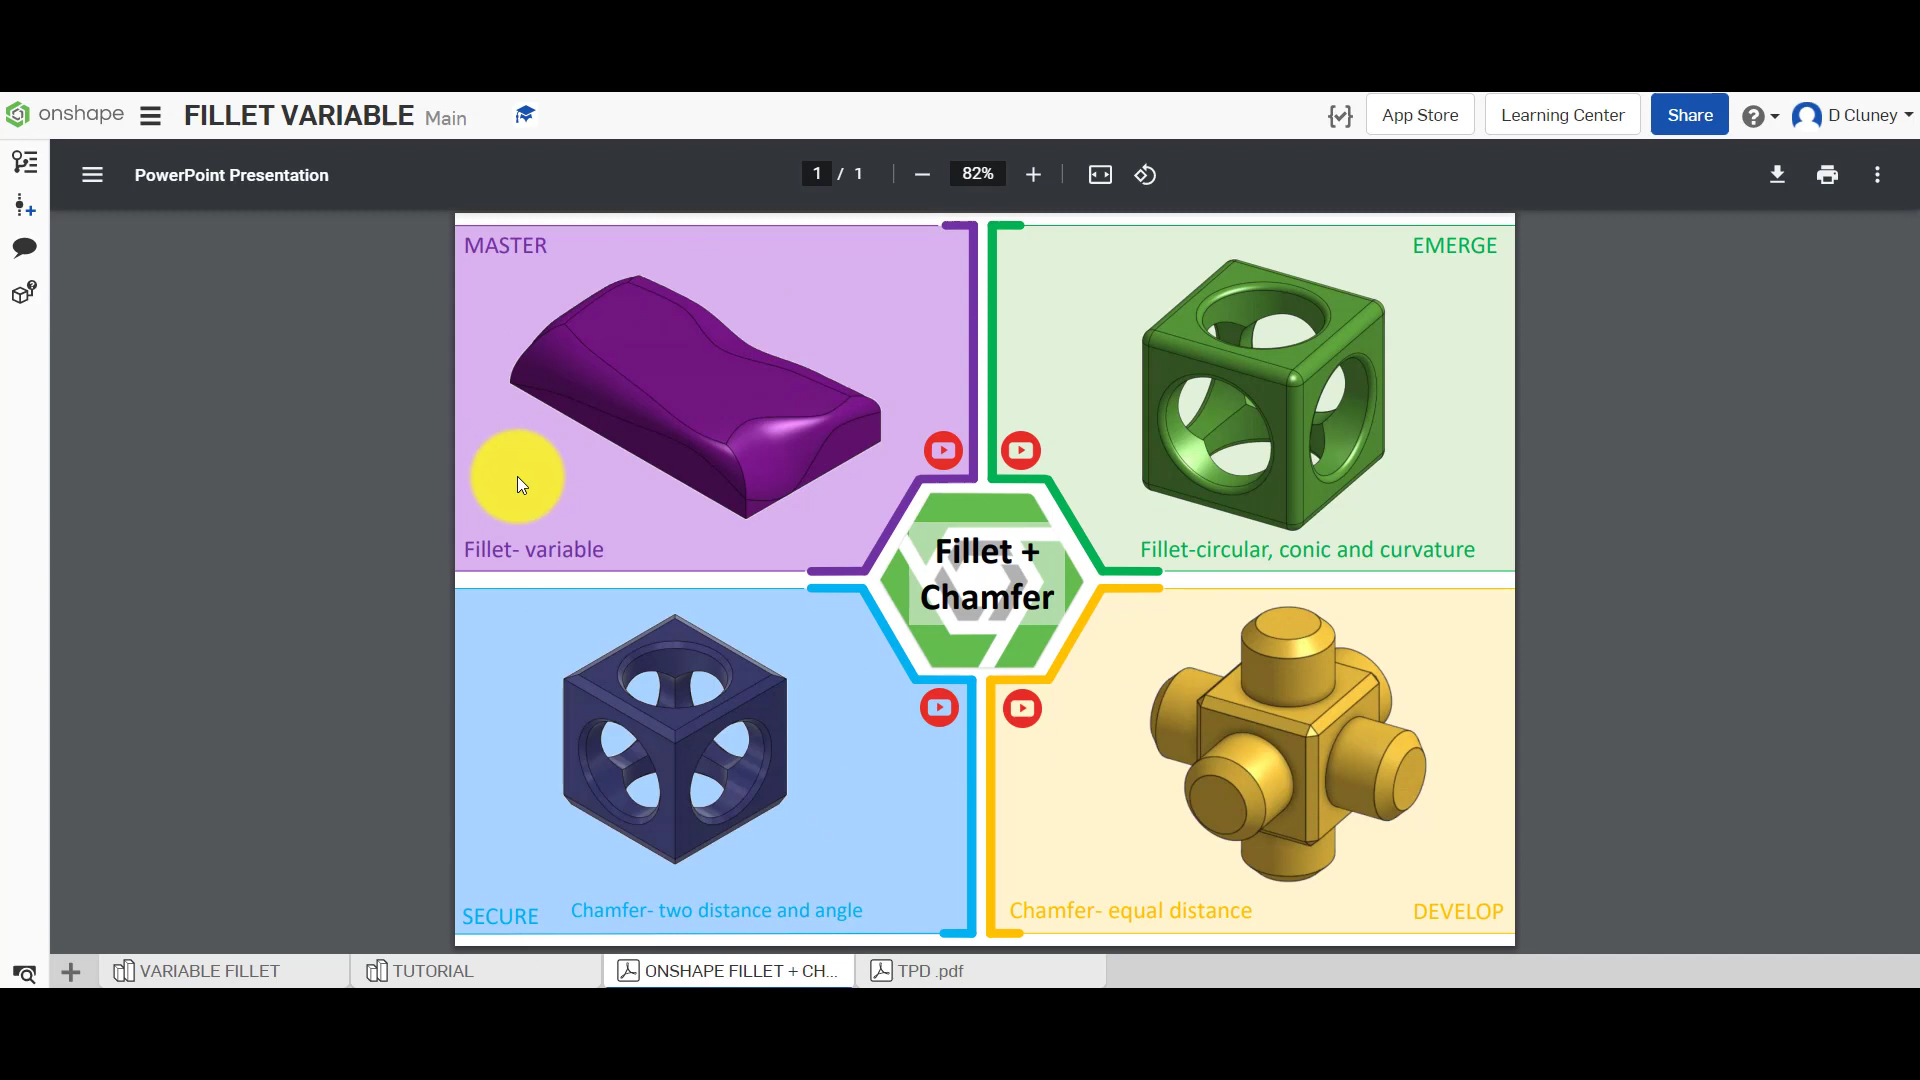 onshape FILLET VARIABLE Main App Store Learning Center Share D Cluney
PowerPoint Presentation 1 / 1 82%
MASTER
EMERGE
Fillet- variable
Fillet-circular, conic and curvature
Fillet +
Chamfer
SECURE
Chamfer- two distance and angle
Chamfer- equal distance
DEVELOP
VARIABLE FILLET TUTORIAL ONSHAPE FILLET + CH... TPD .pdf